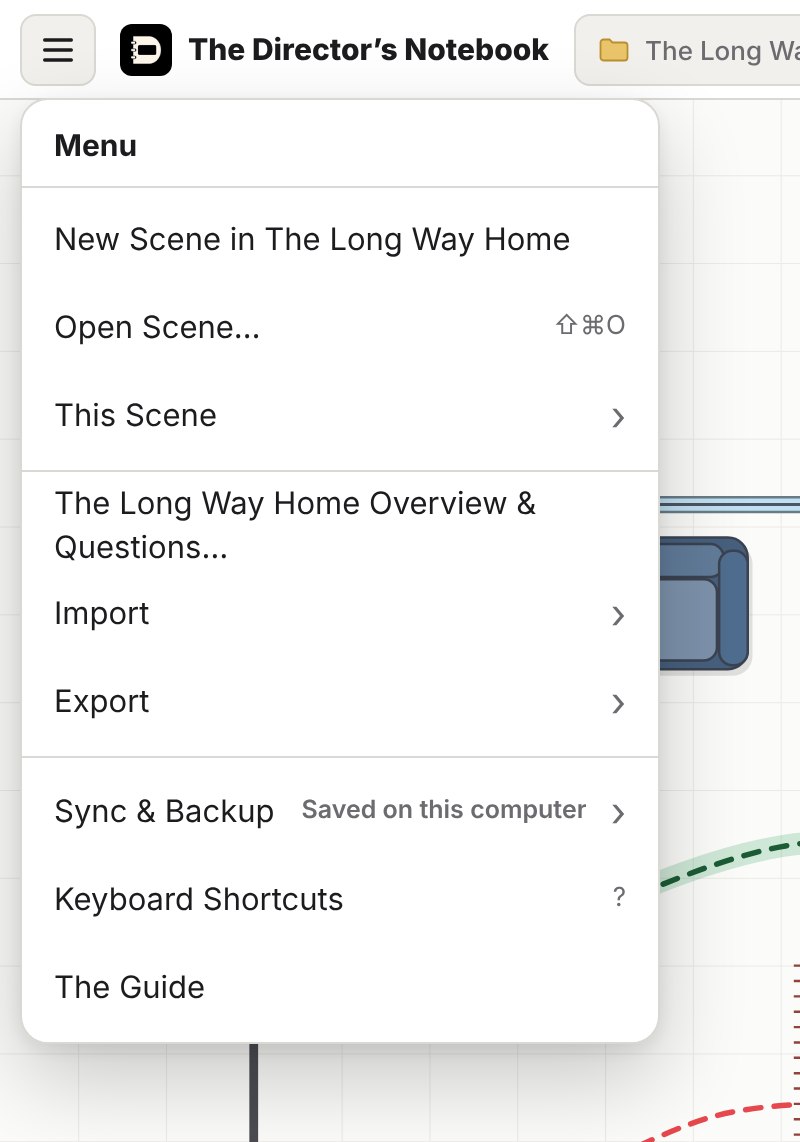 The Director’s Notebook
The Long Wa
Menu
New Scene in The Long Way Home
Open Scene… ⇧⌘O
This Scene ›
The Long Way Home Overview &
Questions…
Import ›
Export ›
Sync & Backup Saved on this computer ›
Keyboard Shortcuts ?
The Guide